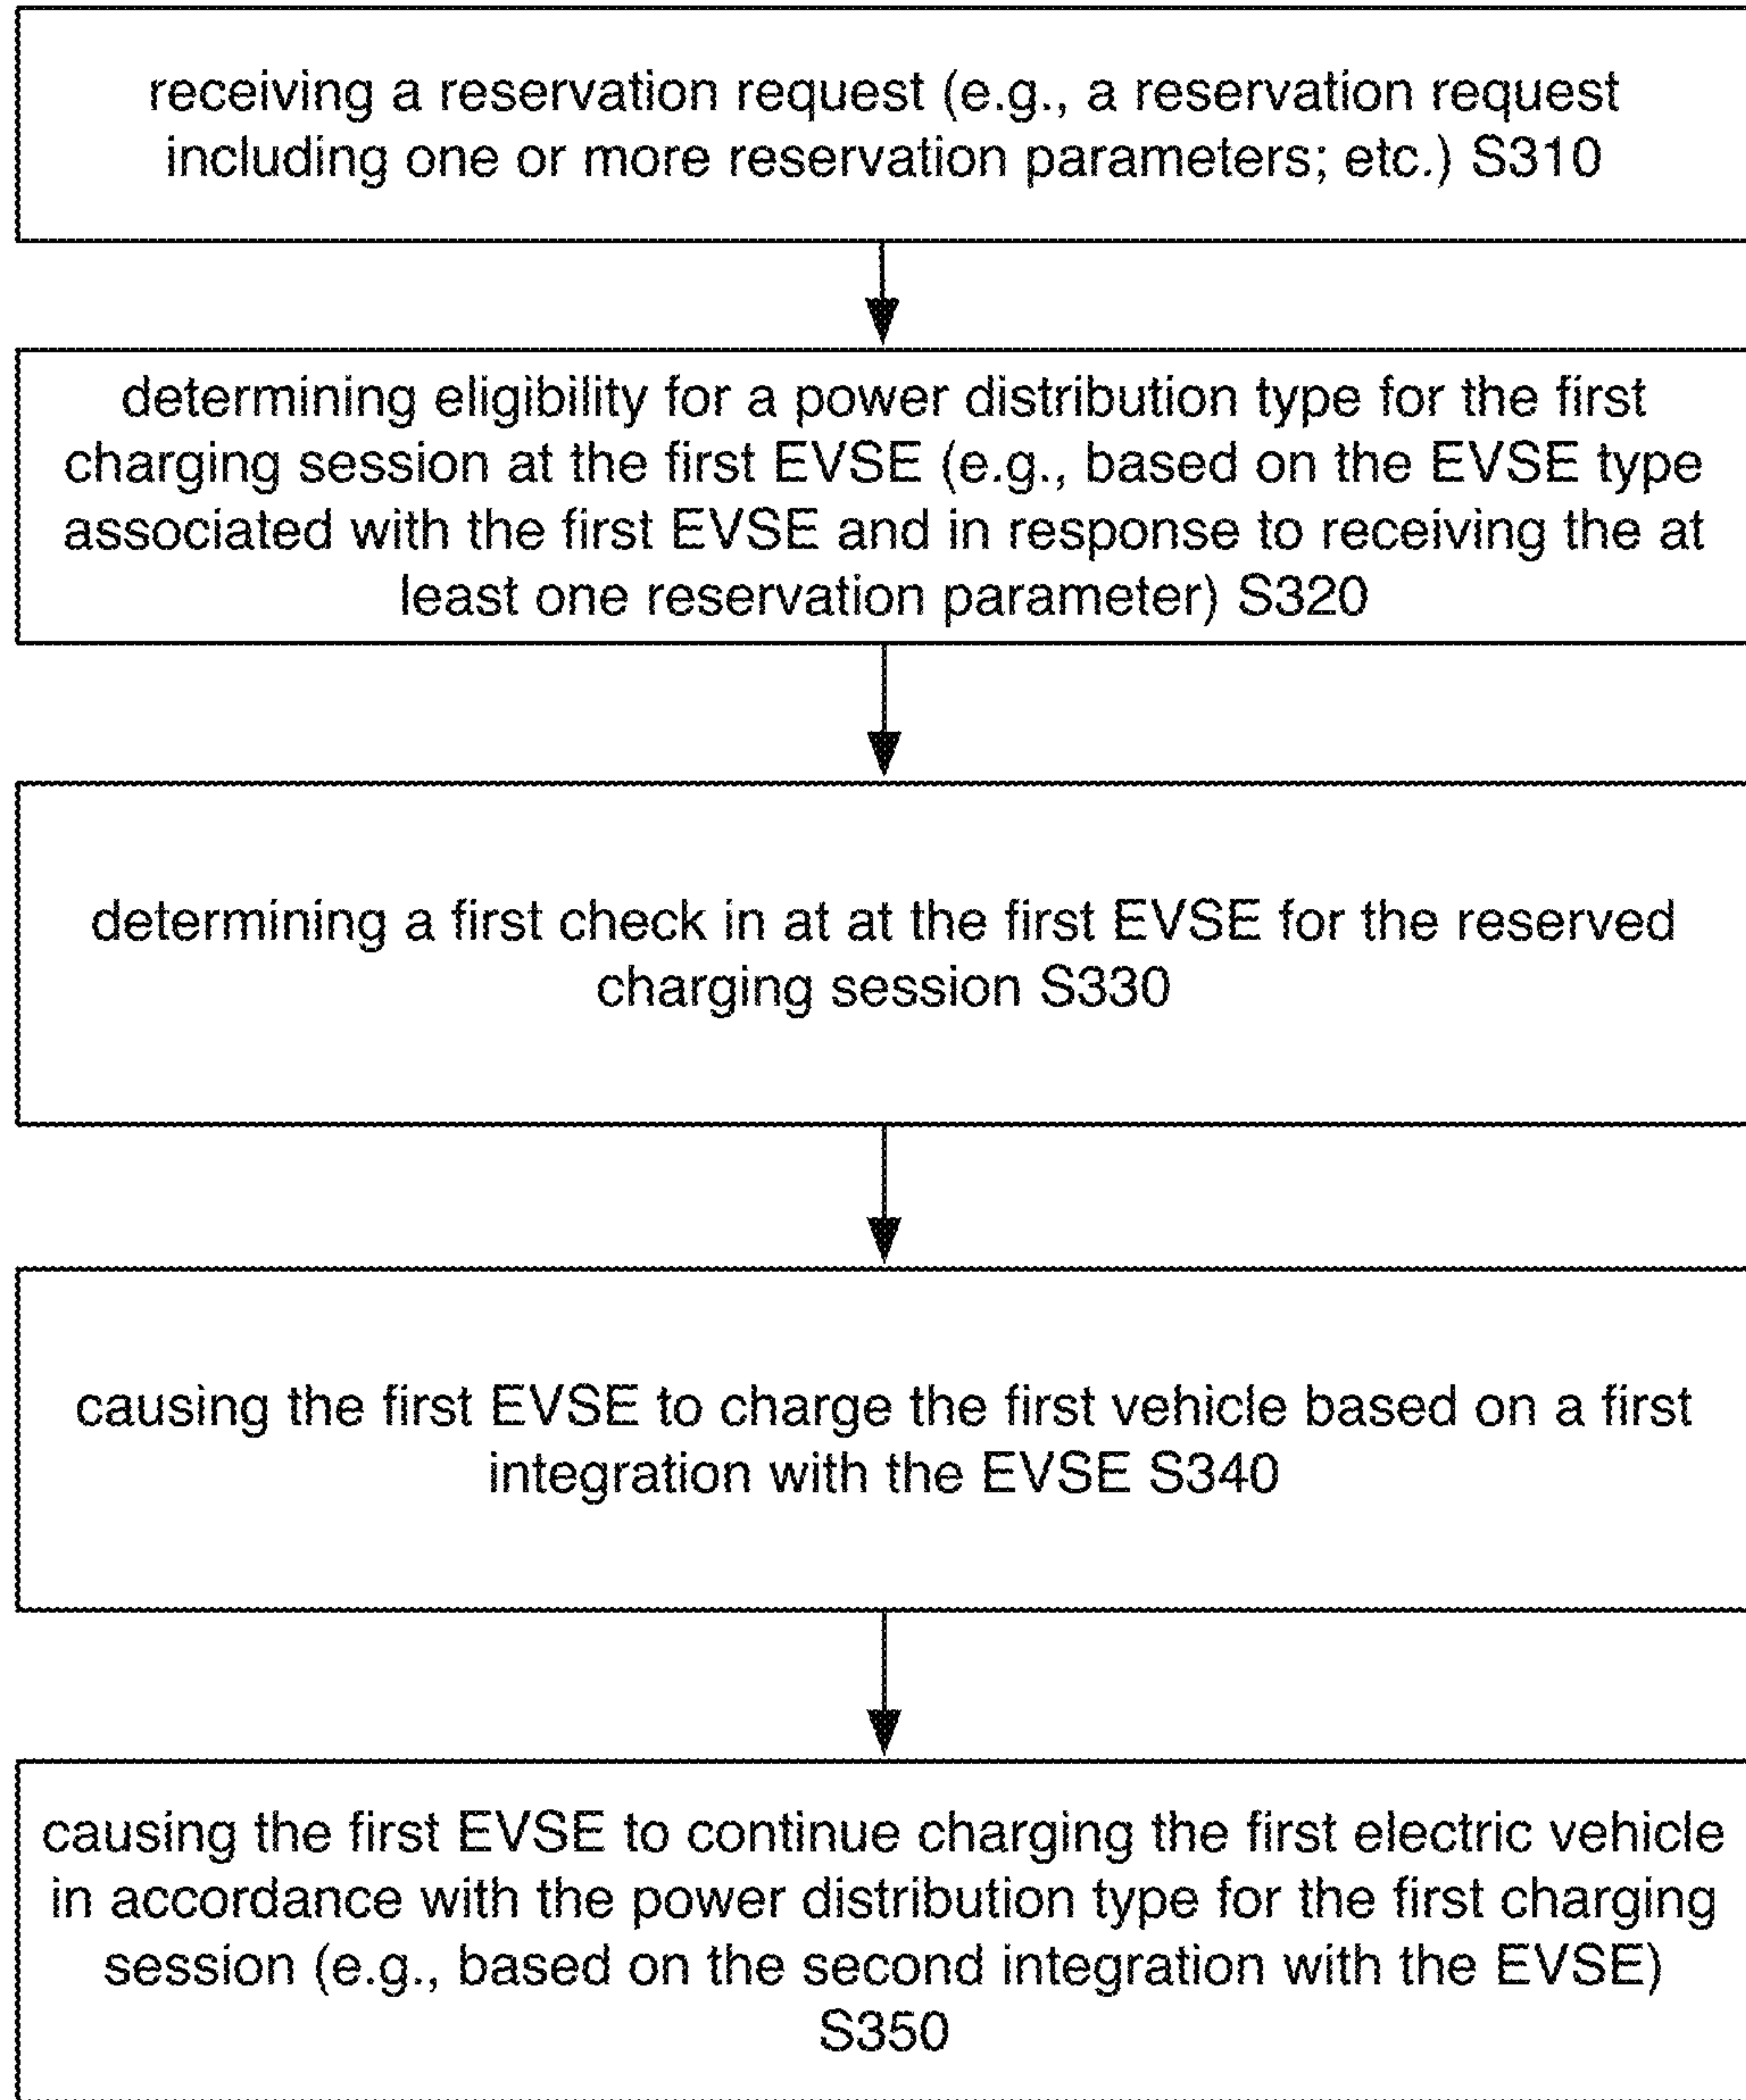 receiving a reservation request (e.g., a reservation request
including one or more reservation parameters; etc.) S310
determining eligibility for a power distribution type for the first
charging session at the first EVSE (e.g., based on the EVSE type
associated with the first EVSE and in response to receiving the at
least one reservation parameter) S320
determining a first check in at at the first EVSE for the reserved
charging session S330
causing the first EVSE to charge the first vehicle based on a first
integration with the EVSE S340
causing the first EVSE to continue charging the first electric vehicle
in accordance with the power distribution type for the first charging
session (e.g., based on the second integration with the EVSE)
S350